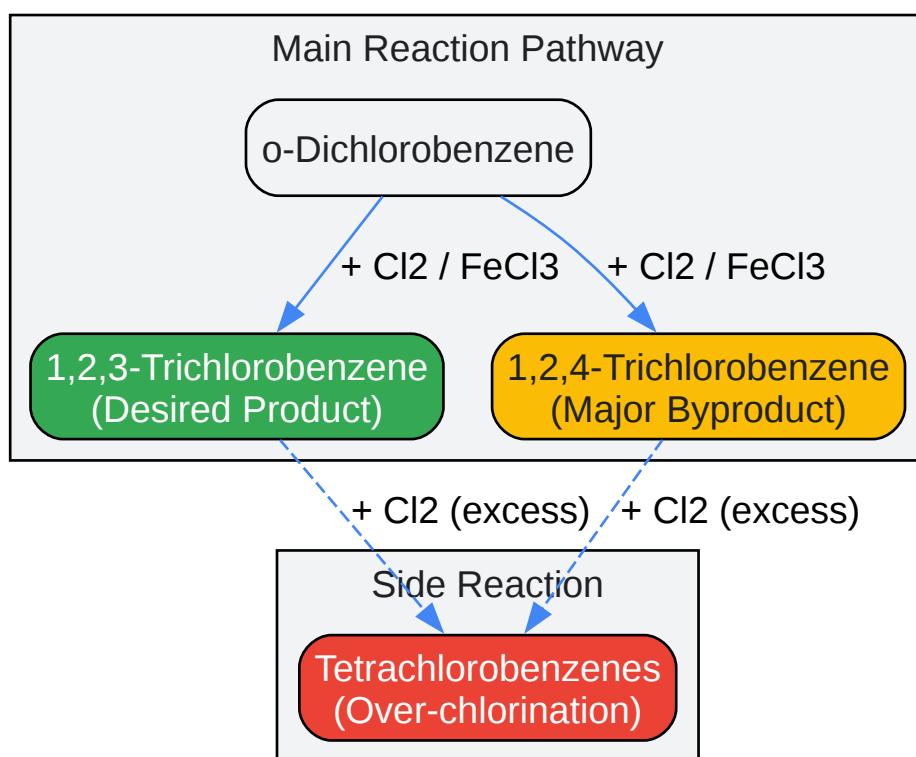 Main Reaction Pathway
o-Dichlorobenzene
+ Cl2 / FeCl3
+ Cl2 / FeCl3
1,2,3-Trichlorobenzene
(Desired Product)
1,2,4-Trichlorobenzene
(Major Byproduct)
+ Cl2 (excess)
+ Cl2 (excess)
Side Reaction
Tetrachlorobenzenes
(Over-chlorination)